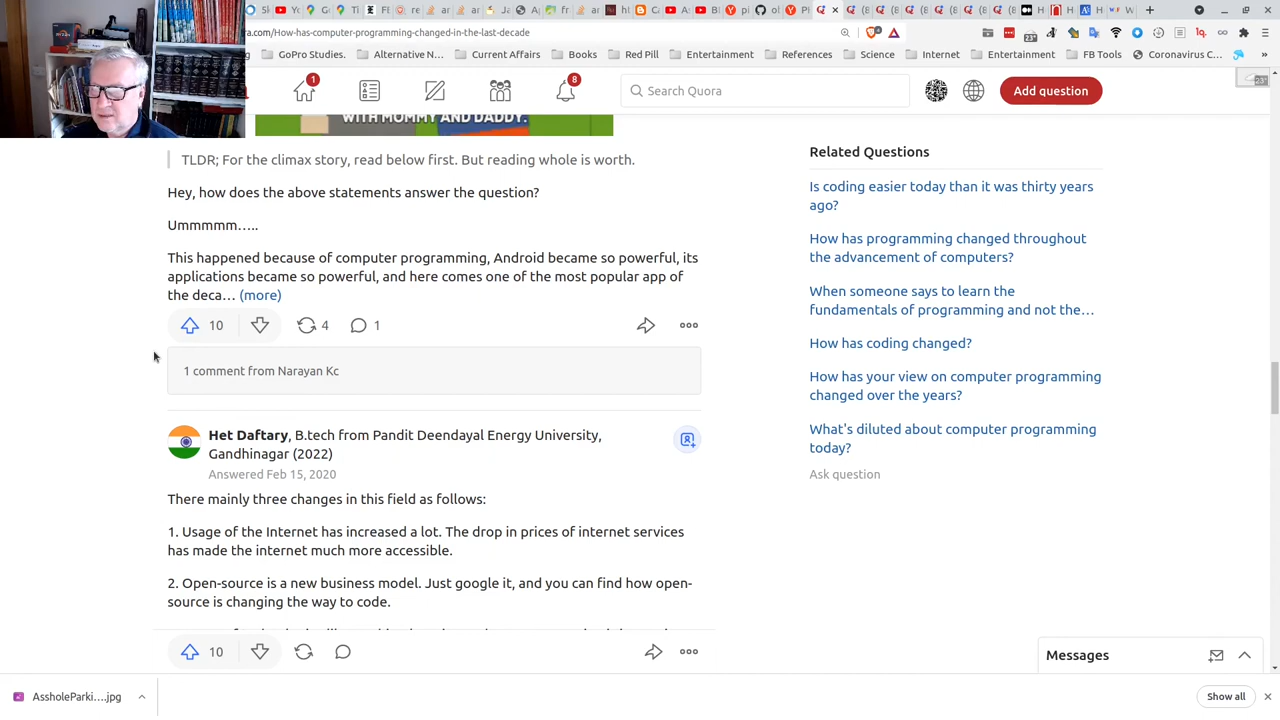 ra.com/How-has-computer-programming-changed-in-the-last-decade
GoPro Studios.
Alternative N...
Current Affairs
Books
Red Pill
Entertainment
References
Science
Internet
Entertainment
FB Tools
Coronavirus C...
1
8
Search Quora
Add question
WITH MOMMY AND DADDY.
TLDR; For the climax story, read below first. But reading whole is worth.
Hey, how does the above statements answer the question?
Ummmmm.....
This happened because of computer programming, Android became so powerful, its
applications became so powerful, and here comes one of the most popular app of
the deca... (more)
10
4
1
1 comment from Narayan Kc
Het Daftary, B.tech from Pandit Deendayal Energy University,
Gandhinagar (2022)
Answered Feb 15, 2020
There mainly three changes in this field as follows:
1. Usage of the Internet has increased a lot. The drop in prices of internet services
has made the internet much more accessible.
2. Open-source is a new business model. Just google it, and you can find how open-
source is changing the way to code.
10
Related Questions
Is coding easier today than it was thirty years
ago?
How has programming changed throughout
the advancement of computers?
When someone says to learn the
fundamentals of programming and not the...
How has coding changed?
How has your view on computer programming
changed over the years?
What's diluted about computer programming
today?
Ask question
Messages
AssholeParki....jpg
Show all